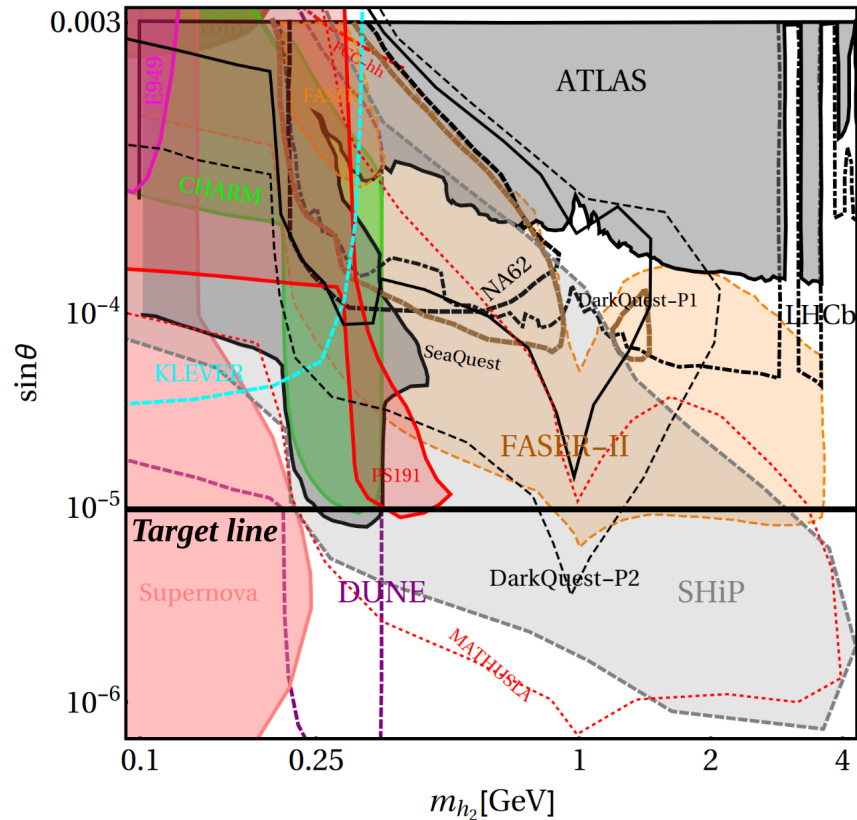 0.003
KOTO
FCC-hh
E949
FASER
ATLAS
CHARM
NA62
10⁻⁴
DarkQuest-P1
LHCb
SeaQuest
KLEVER
sinθ
FASER-II
PS191
10⁻⁵
Target line
Supernova
DUNE
DarkQuest-P2
SHiP
MATHUSLA
10⁻⁶
0.1 0.25 1 2 4
m_{h₂}[GeV]